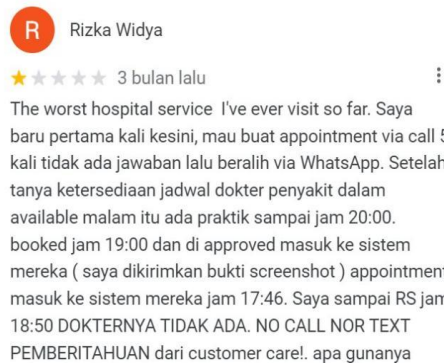 R
Rizka Widya
3 bulan lalu
The worst hospital service I've ever visit so far. Saya
baru pertama kali kesini, mau buat appointment via call 5
kali tidak ada jawaban lalu beralih via WhatsApp. Setelah
tanya ketersediaan jadwal dokter penyakit dalam
available malam itu ada praktik sampai jam 20:00.
booked jam 19:00 dan di approved masuk ke sistem
mereka ( saya dikirimkan bukti screenshot ) appointment
masuk ke sistem mereka jam 17:46. Saya sampai RS jam
18:50 DOKTERNYA TIDAK ADA. NO CALL NOR TEXT
PEMBERITAHUAN dari customer care!. apa gunanya